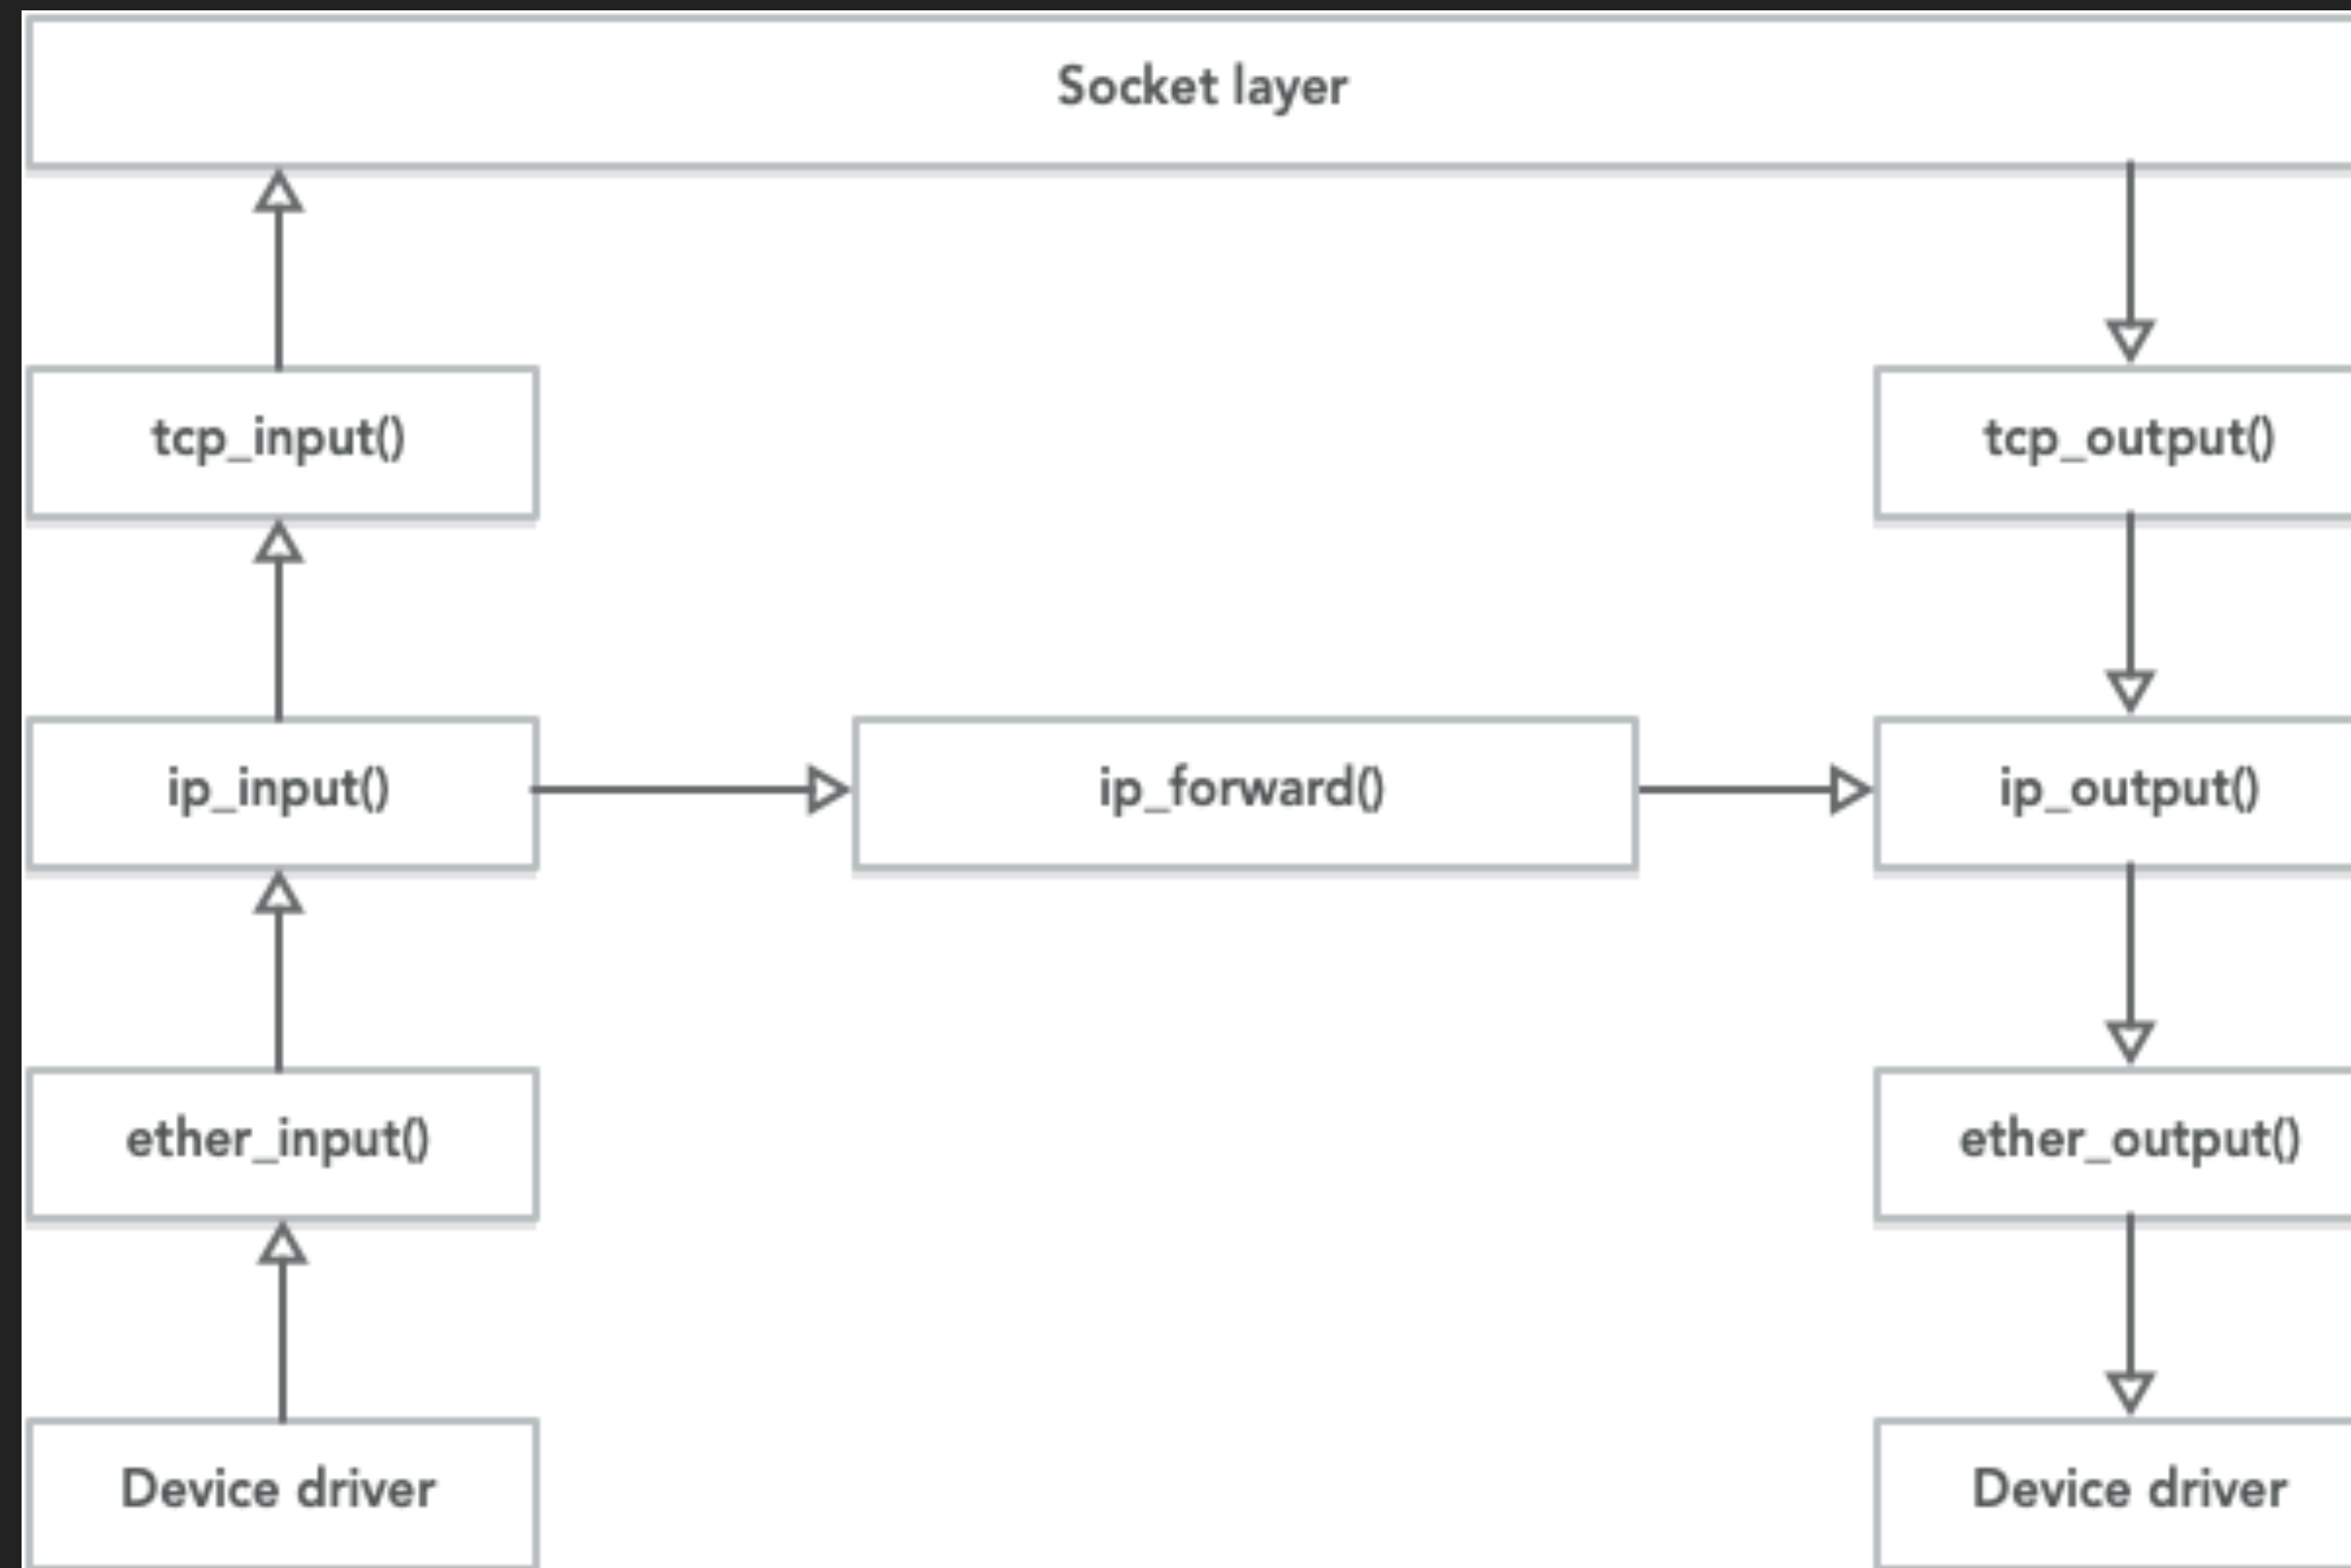 Socket layer
tcp_input()
tcp_output()
ip_input()
ip_forward()
ip_output()
ether_input()
ether_output()
Device driver
Device driver